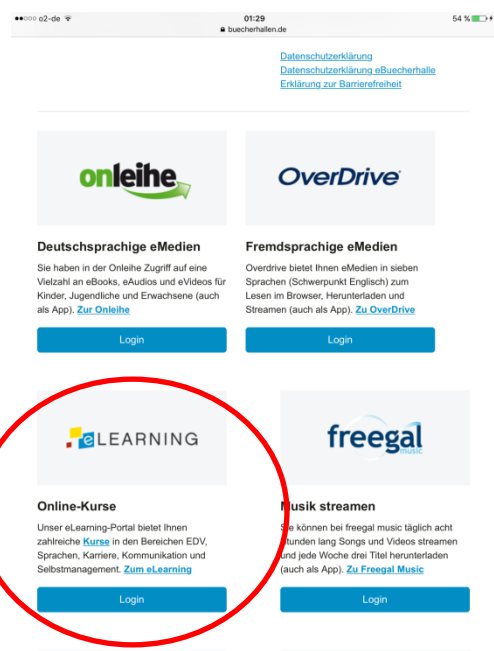 o2-de
01:29
54 %
buecherhallen.de
Datenschutzerklärung
Datenschutzerklärung eBuecherhalle
Erklärung zur Barrierefreiheit
onleihe
OverDrive
Deutschsprachige eMedien
Sie haben in der Onleihe Zugriff auf eine
Vielzahl an eBooks, eAudios und eVideos für
Kinder, Jugendliche und Erwachsene (auch
als App). Zur Onleihe
Login
Fremdsprachige eMedien
Overdrive bietet Ihnen eMedien in sieben
Sprachen (Schwerpunkt Englisch) zum
Lesen im Browser, Herunterladen und
Streamen (auch als App). Zu OverDrive
Login
eLEARNING
Online-Kurse
Unser eLearning-Portal bietet Ihnen
zahlreiche Kurse in den Bereichen EDV,
Sprachen, Karriere, Kommunikation und
Selbstmanagement. Zum eLearning
Login
freegal
music
Musik streamen
Sie können bei freegal music täglich acht
Stunden lang Songs und Videos streamen
und jede Woche drei Titel herunterladen
(auch als App). Zu Freegal Music
Login